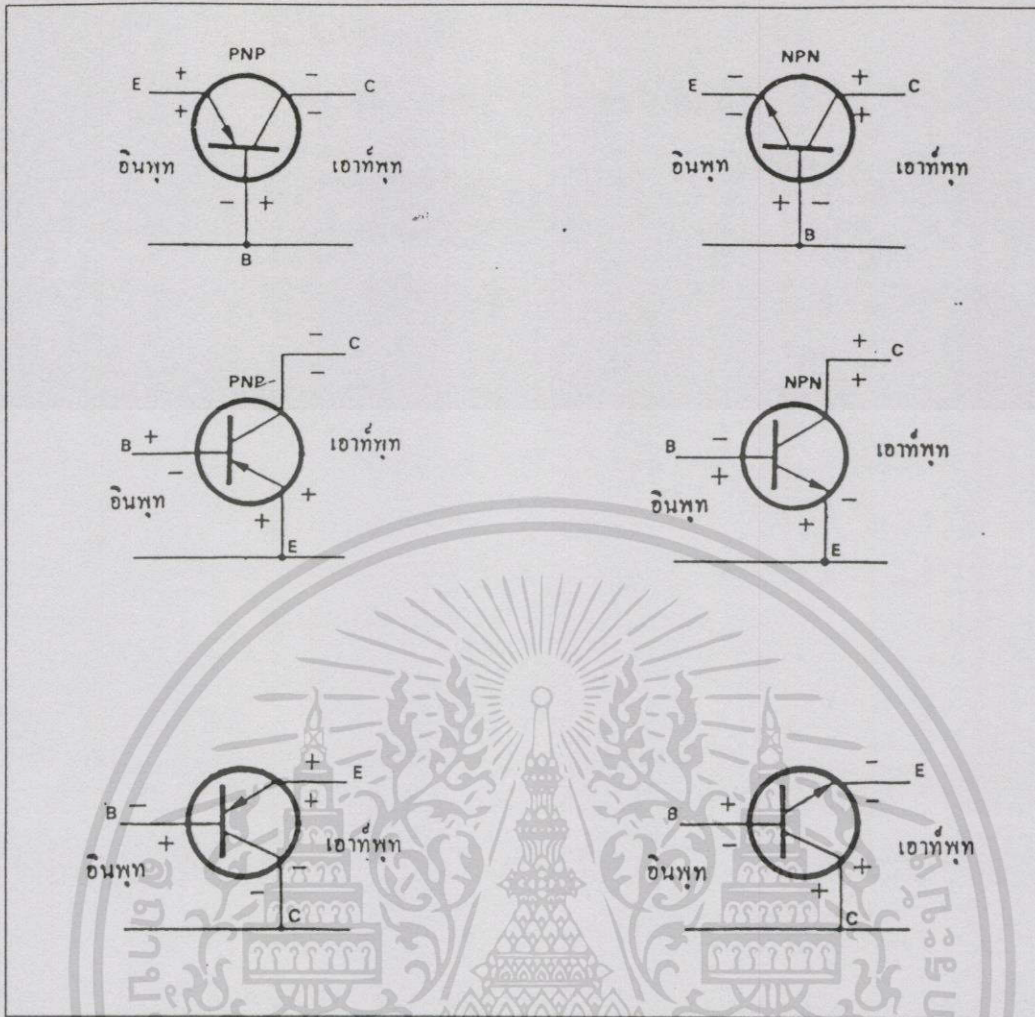 PNP
E + + - - C
อินพุท เอาท์พุท
- +
B
NPN
E - - + + C
อินพุท เอาท์พุท
+ -
B
PNP
- - C
B + -
อินพุท เอาท์พุท
+ +
E
NPN
+ + C
B - +
อินพุท เอาท์พุท
- +
E
B - +
+ + E
อินพุท เอาท์พุท
- -
C
B + -
- - E
อินพุท เอาท์พุท
+ +
C